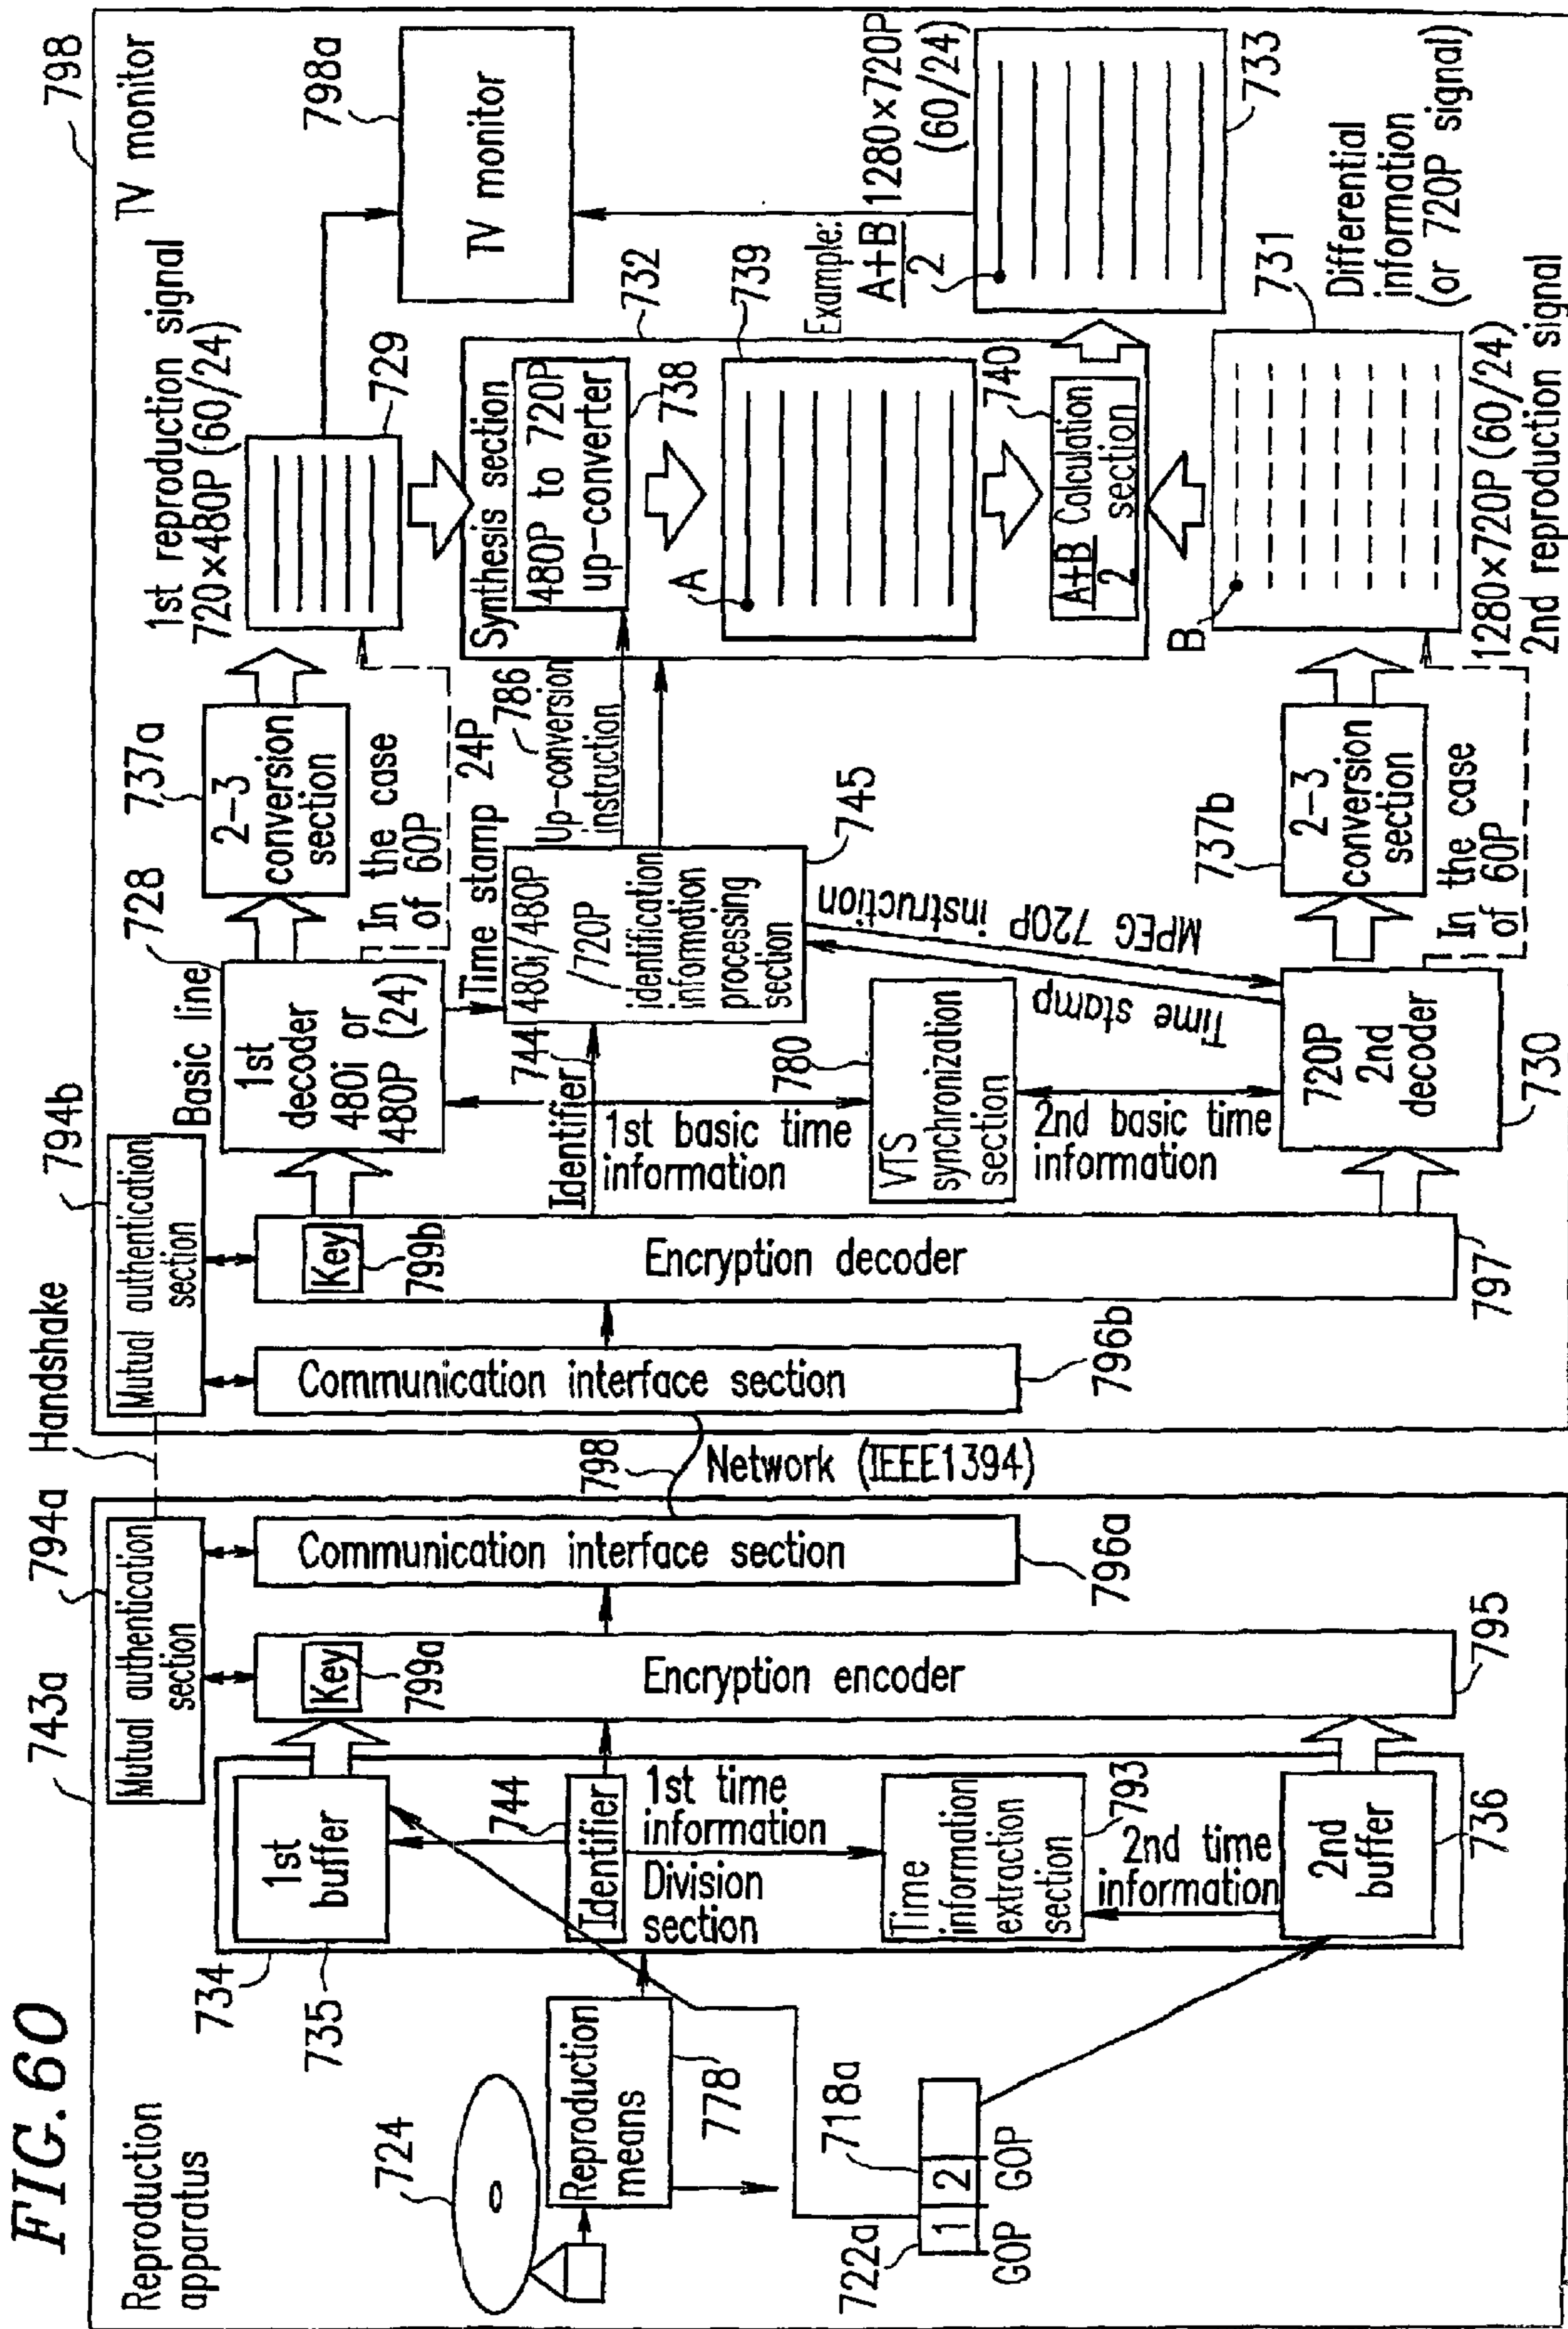 FIG. 60
Reproduction
apparatus
743a
794a
Handshake
794b
798
TV monitor
Mutual authentication
section
Mutual authentication
section
734
735
1st
buffer
Key
799a
Communication interface section
796a
Communication interface section
796b
Key
799b
Basic line
728
1st
decoder
480i or
480P (24)
737a
2-3
conversion
section
In the case
of 60P
1st reproduction signal
720×480P (60/24)
729
798a
TV monitor
724
Reproduction
means
778
744
Identifier
1st time
information
Division
section
Encryption encoder
795
798
Network (IEEE1394)
Encryption decoder
797
744
Identifier
1st basic time
information
Time stamp 24P
480i/480P
/720P
identification
information
processing
section
745
786
Up-conversion
instruction
Synthesis section
480P to 720P
up-converter
738
732
A
739
Example:
A+B
2
1280×720P
(60/24)
733
722a
718a
1
2
GOP
GOP
Time
information
extraction
section
793
2nd time
information
2nd
buffer
736
780
VTS
synchronization
section
2nd basic time
information
Time stamp
MPEG 720P instruction
720P
2nd
decoder
730
737b
2-3
conversion
section
In the case
of 60P
740
A+B
2
Calculation
section
B
731
1280×720P (60/24)
2nd reproduction signal
Differential
information
(or 720P signal)